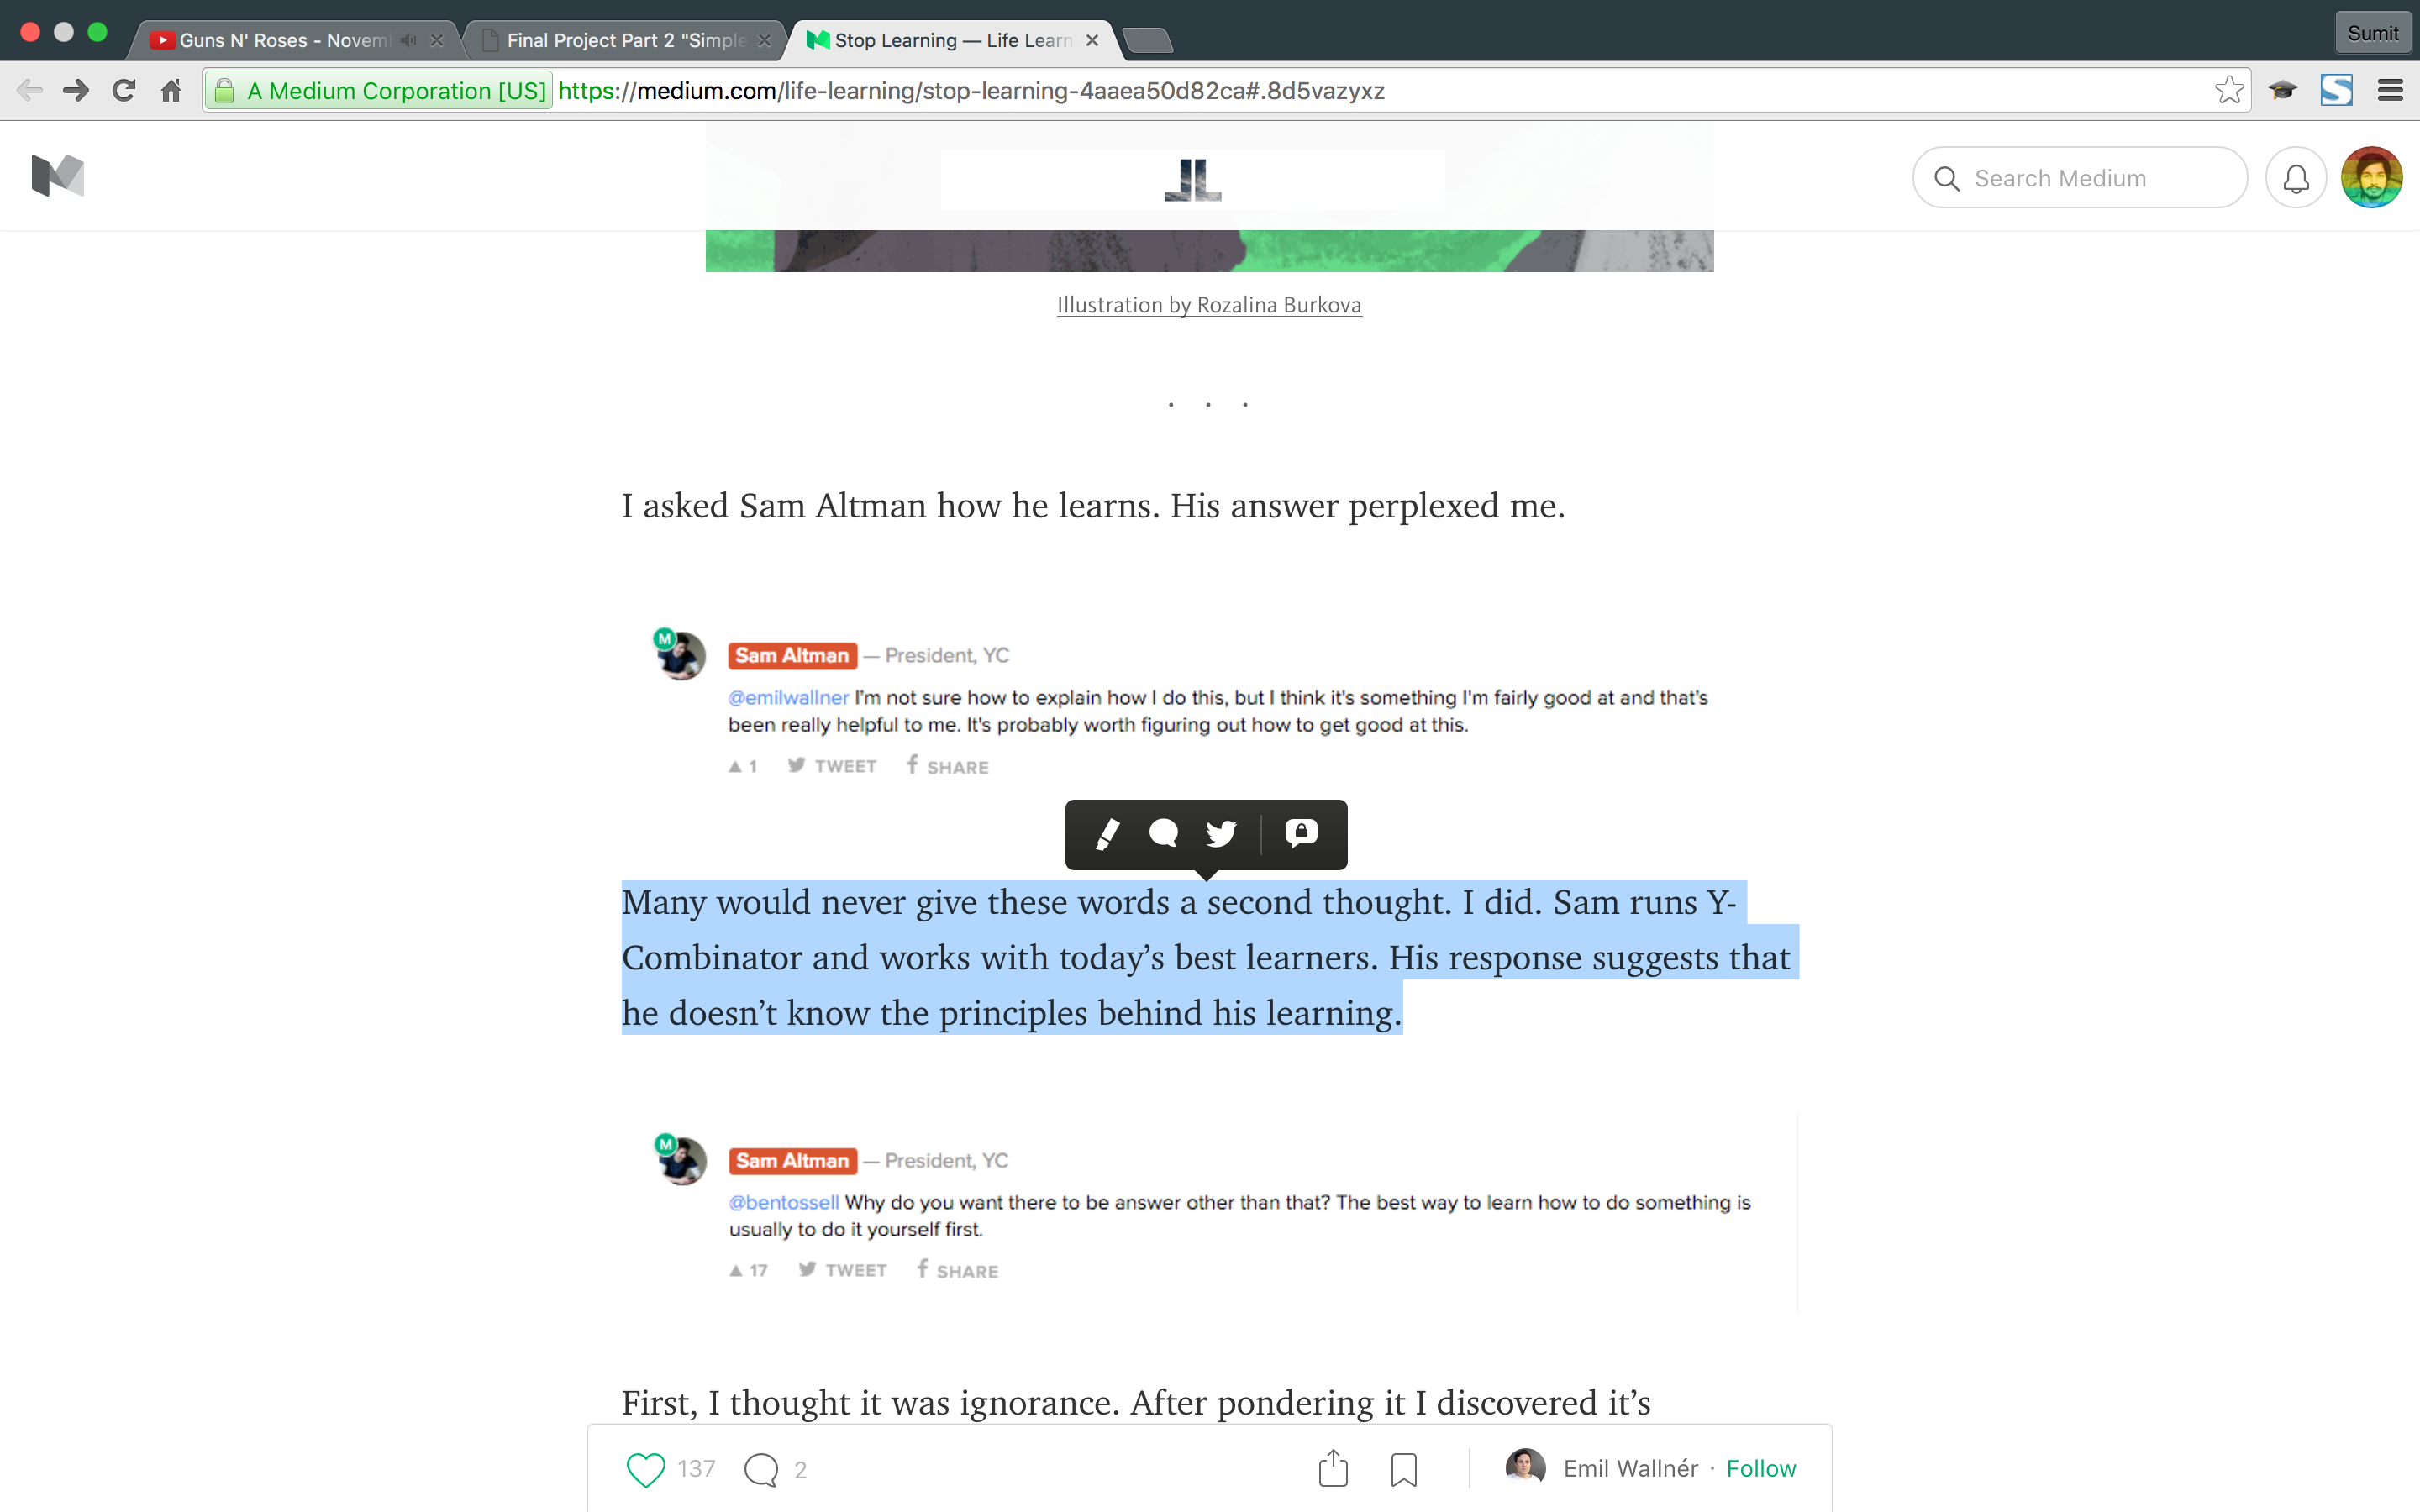 Guns N' Roses - Novem
Final Project Part 2 "Simple
Stop Learning — Life Learn
Sumit
A Medium Corporation [US] https://medium.com/life-learning/stop-learning-4aaea50d82ca#.8d5vazyxz
JL
Search Medium
Illustration by Rozalina Burkova
. . .
I asked Sam Altman how he learns. His answer perplexed me.
M
Sam Altman — President, YC
@emilwallner I'm not sure how to explain how I do this, but I think it's something I'm fairly good at and that's
been really helpful to me. It's probably worth figuring out how to get good at this.
▲ 1 TWEET SHARE
Many would never give these words a second thought. I did. Sam runs Y-
Combinator and works with today’s best learners. His response suggests that
he doesn’t know the principles behind his learning.
M
Sam Altman — President, YC
@bentossell Why do you want there to be answer other than that? The best way to learn how to do something is
usually to do it yourself first.
▲ 17 TWEET SHARE
First, I thought it was ignorance. After pondering it I discovered it’s
137 2 Emil Wallnér · Follow